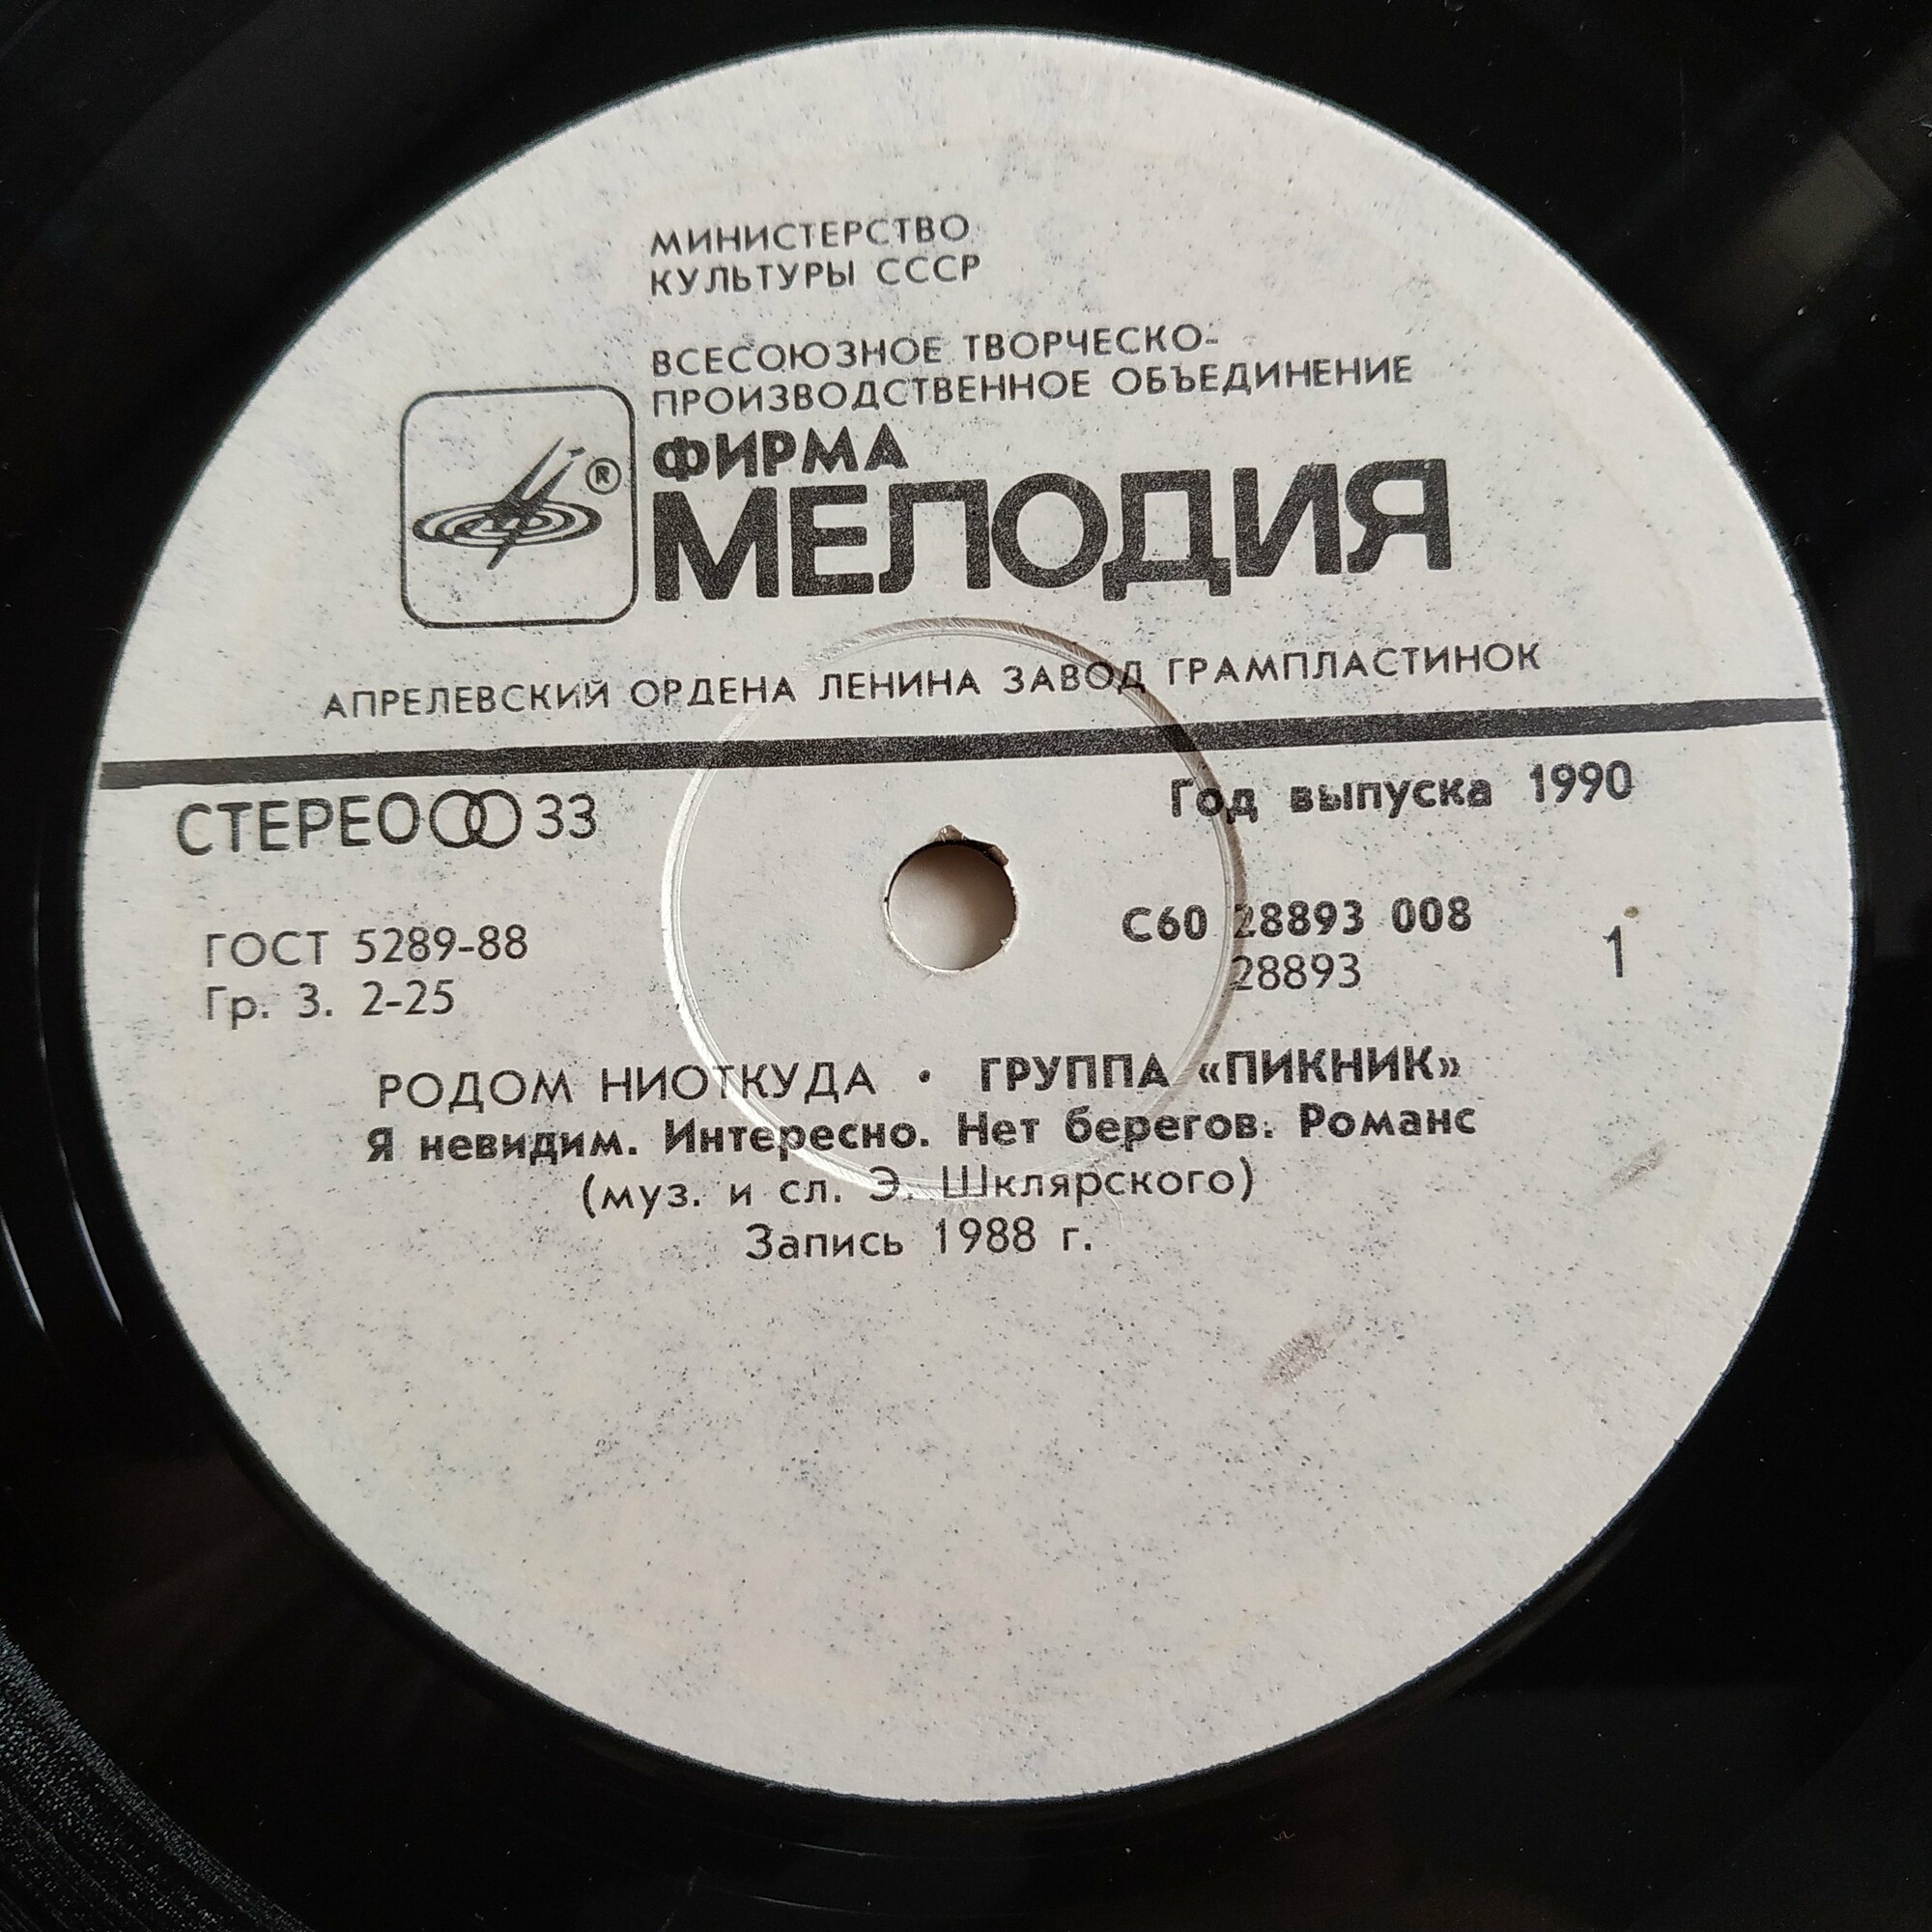 МИНИСТЕРСТВО
КУЛЬТУРЫ СССР
ВСЕСОЮЗНОЕ ТВОРЧЕСКО-
ПРОИЗВОДСТВЕННОЕ ОБЪЕДИНЕНИЕ
ФИРМА
®
МЕЛОДИЯ
АПРЕЛЕВСКИЙ ОРДЕНА ЛЕНИНА ЗАВОД ГРАМПЛАСТИНОК
СТЕРЕО 33
Год выпуска 1990
ГОСТ 5289-88
Гр. 3. 2-25
С60 28893 008
28893
1
РОДОМ НИОТКУДА • ГРУППА «ПИКНИК»
Я невидим. Интересно. Нет берегов. Романс
(муз. и сл. Э. Шклярского)
Запись 1988 г.